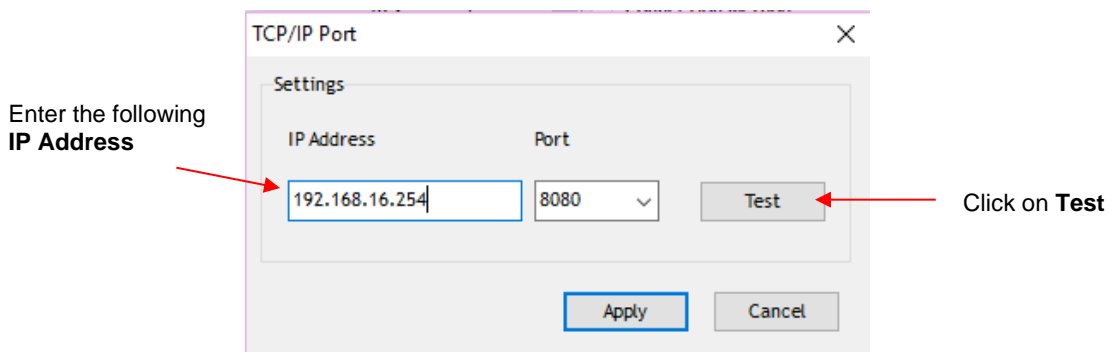 TCP/IP Port
Settings
Enter the following
IP Address
IP Address Port
192.168.16.254 8080 Test
Click on Test
Apply Cancel